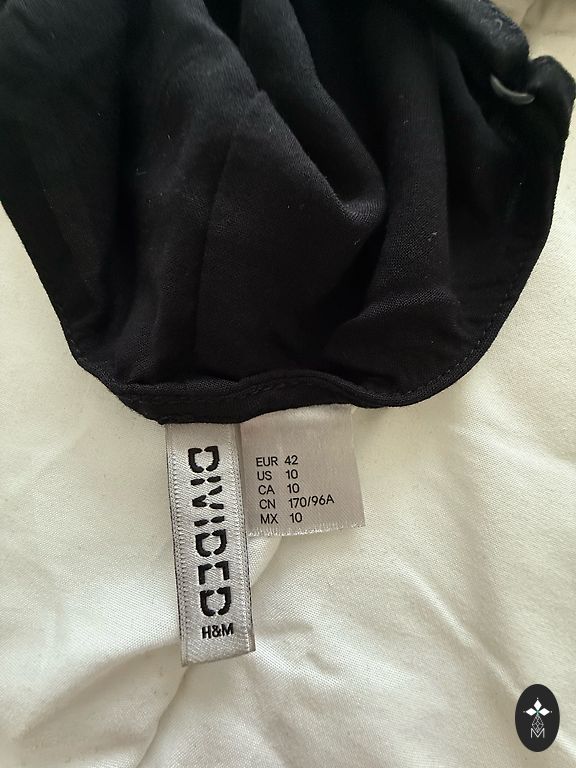 DIVIDED
H&M
EUR 42
US 10
CA 10
CN 170/96A
MX 10
M